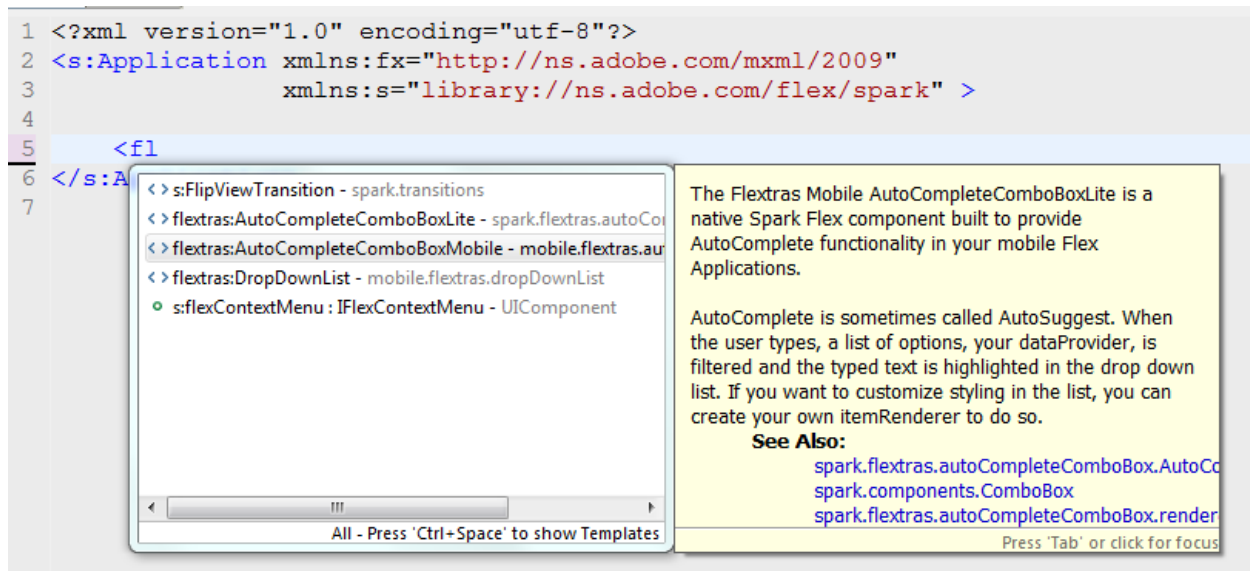 1 <?xml version="1.0" encoding="utf-8"?>
2 <s:Application xmlns:fx="http://ns.adobe.com/mxml/2009"
3 xmlns:s="library://ns.adobe.com/flex/spark" >
4
5 <fl
6 </s:A
7
s:FlipViewTransition - spark.transitions
flextras:AutoCompleteComboBoxLite - spark.flextras.autoCo
flextras:AutoCompleteComboBoxMobile - mobile.flextras.au
flextras:DropDownList - mobile.flextras.dropDownList
s:flexContextMenu : IFlexContextMenu - UIComponent
All - Press 'Ctrl+Space' to show Templates
The Flextras Mobile AutoCompleteComboBoxLite is a
native Spark Flex component built to provide
AutoComplete functionality in your mobile Flex
Applications.
AutoComplete is sometimes called AutoSuggest. When
the user types, a list of options, your dataProvider, is
filtered and the typed text is highlighted in the drop down
list. If you want to customize styling in the list, you can
create your own itemRenderer to do so.
See Also:
spark.flextras.autoCompleteComboBox.AutoCo
spark.components.ComboBox
spark.flextras.autoCompleteComboBox.render
Press 'Tab' or click for focus